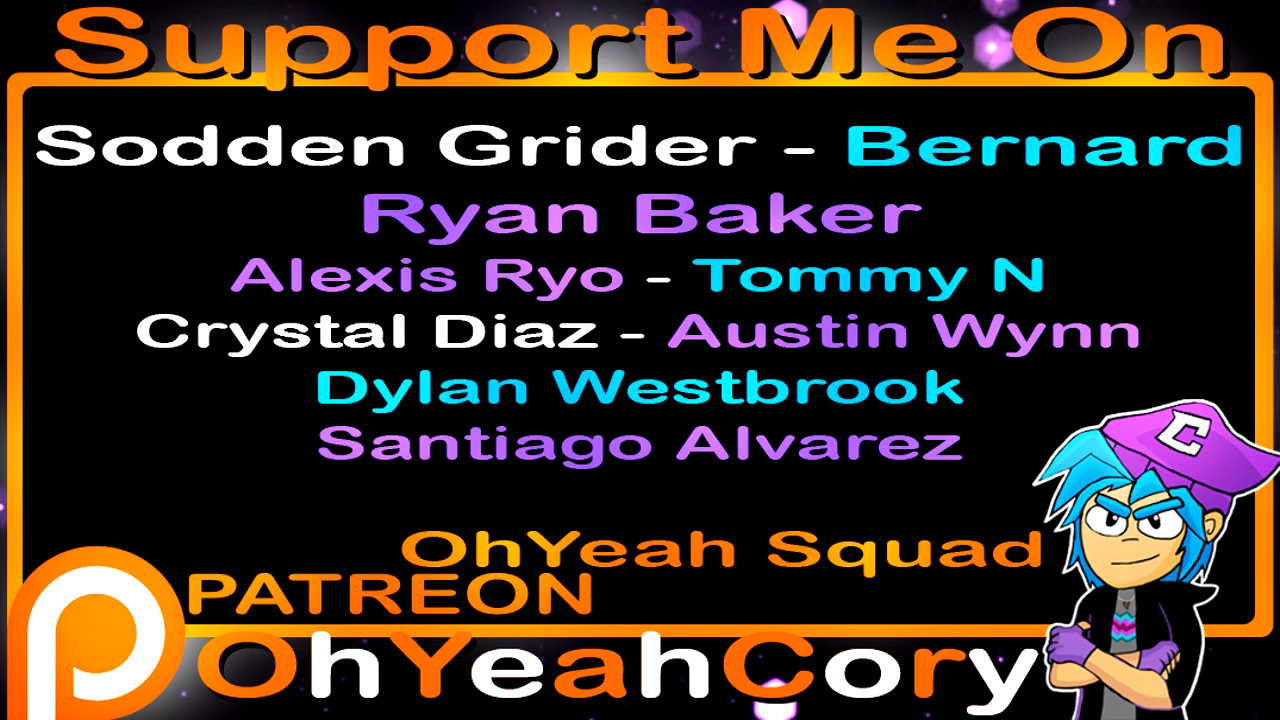 Support Me On
Sodden Grider - Bernard
Ryan Baker
Alexis Ryo - Tommy N
Crystal Diaz - Austin Wynn
Dylan Westbrook
Santiago Alvarez
OhYeah Squad
PATREON
OhYeahCory
C